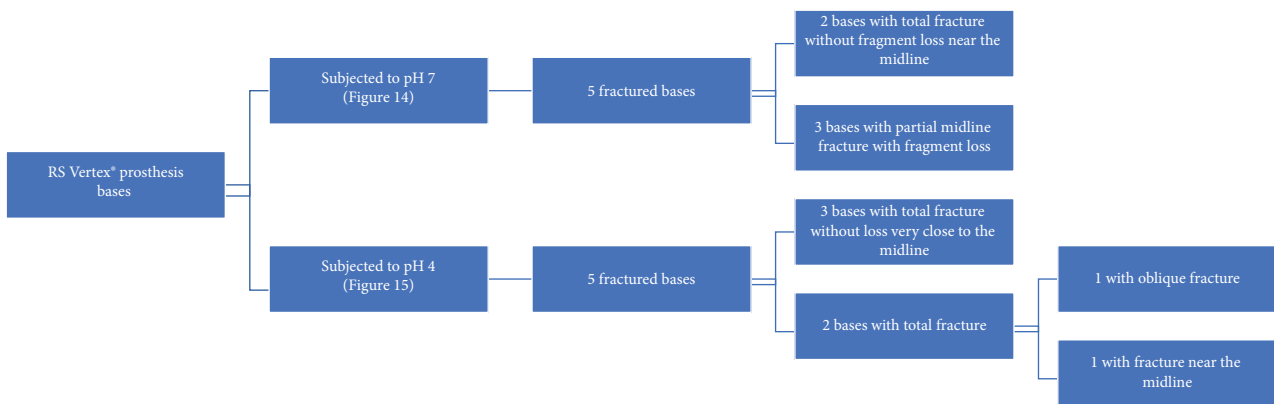 2 bases with total fracture
without fragment loss near the
midline
Subjected to pH 7
(Figure 14)
5 fractured bases
3 bases with partial midline
fracture with fragment loss
RS Vertex® prosthesis
bases
3 bases with total fracture
without loss very close to the
midline
Subjected to pH 4
(Figure 15)
5 fractured bases
1 with oblique fracture
2 bases with total fracture
1 with fracture near the
midline